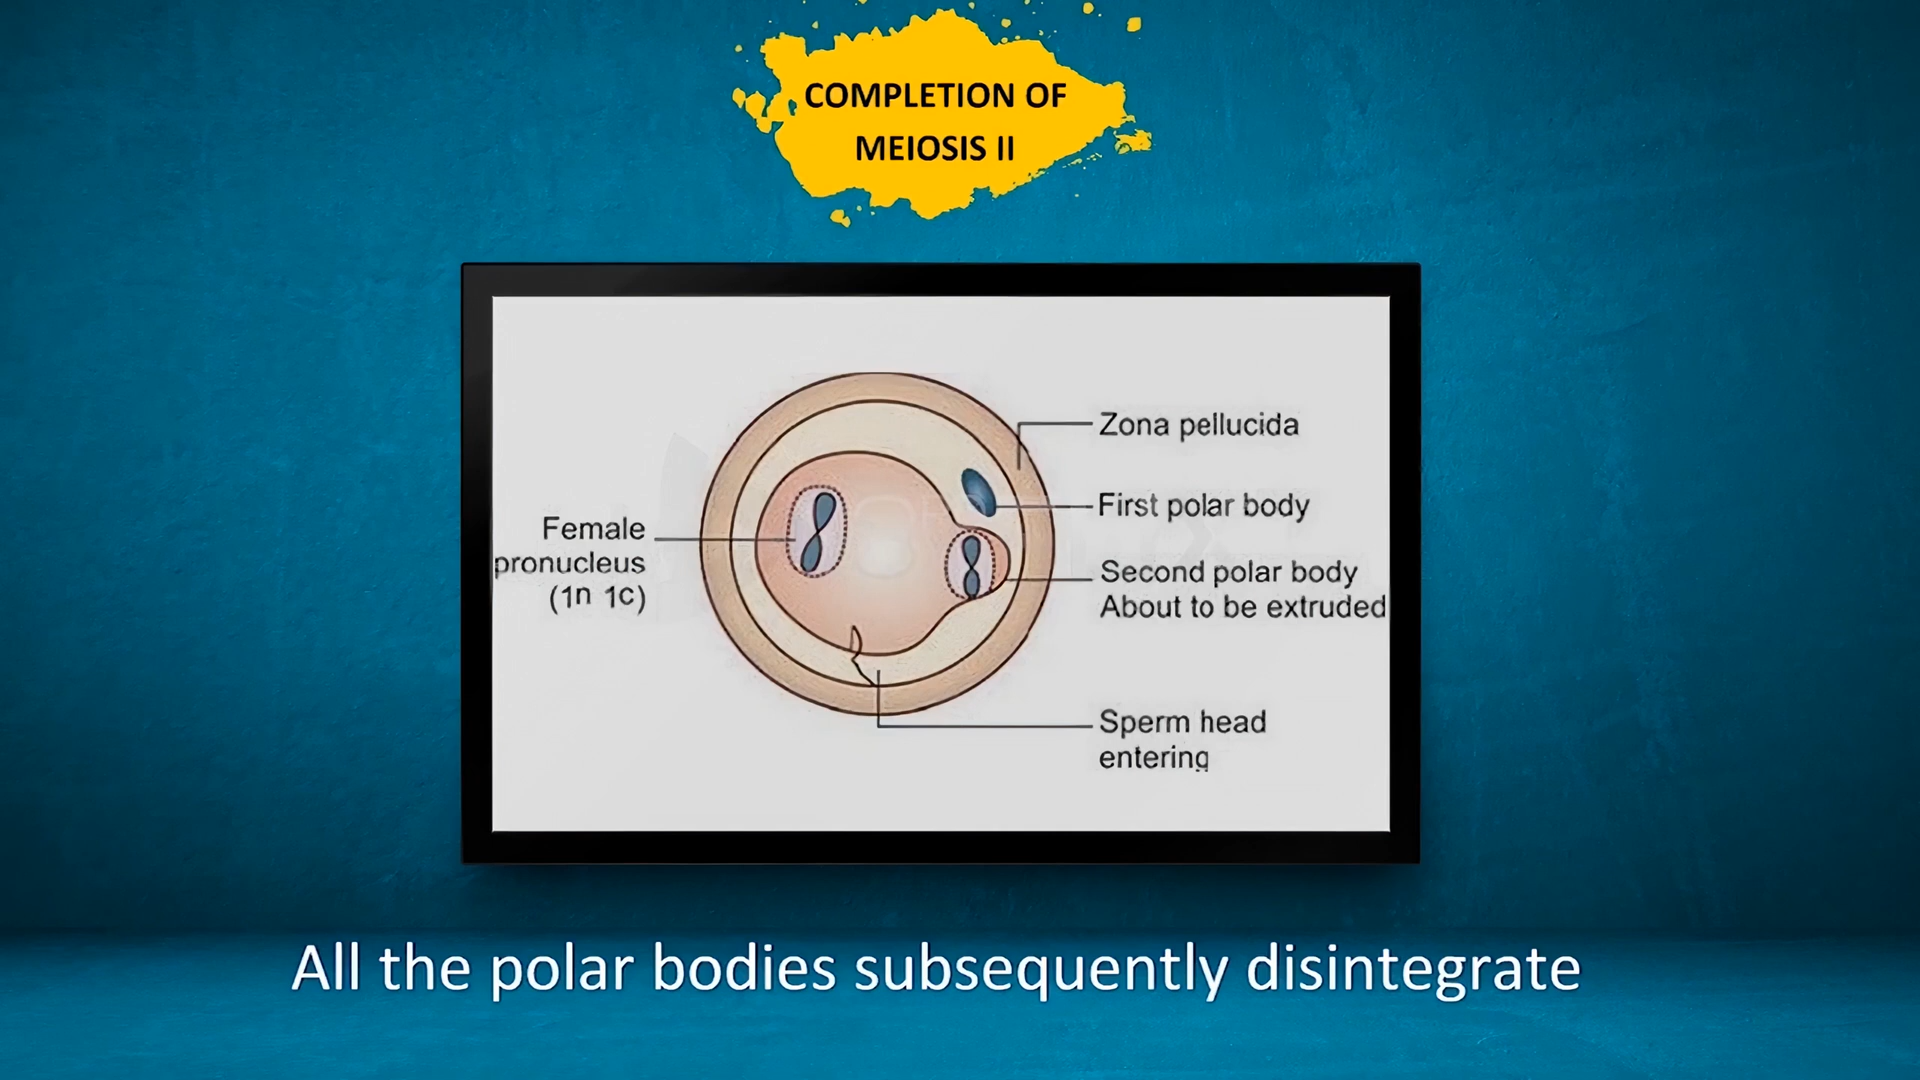 COMPLETION OF
MEIOSIS II
Zona pellucida
First polar body
Female
pronucleus
(1n 1c)
Second polar body
About to be extruded
Sperm head
entering
All the polar bodies subsequently disintegrate